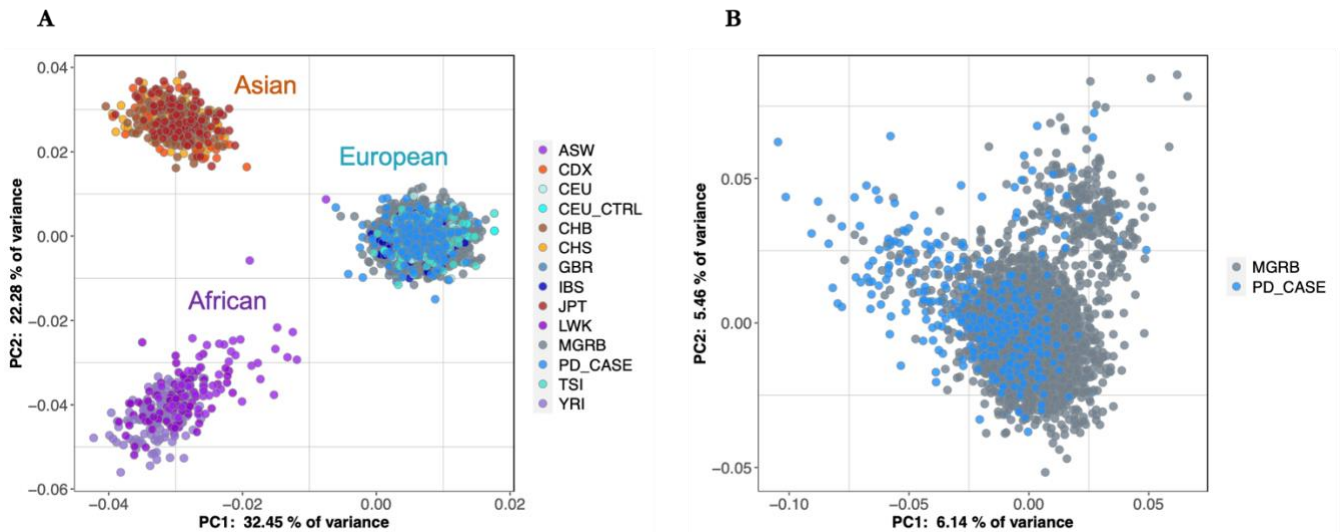 A
B
Asian
European
African
0.04
0.02
0.00
−0.02
−0.04
−0.06
PC2: 22.28 % of variance
−0.04
−0.02
0.00
0.02
PC1: 32.45 % of variance
ASW
CDX
CEU
CEU_CTRL
CHB
CHS
GBR
IBS
JPT
LWK
MGRB
PD_CASE
TSI
YRI
0.05
0.00
−0.05
PC2: 5.46 % of variance
−0.10
−0.05
0.00
0.05
PC1: 6.14 % of variance
MGRB
PD_CASE